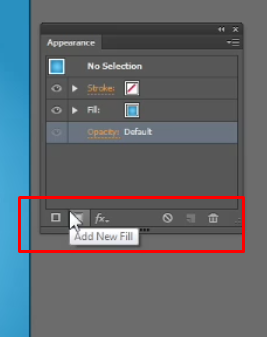 Appearance
No Selection
Stroke:
Fill:
Opacity: Default
fx.
Add New Fill